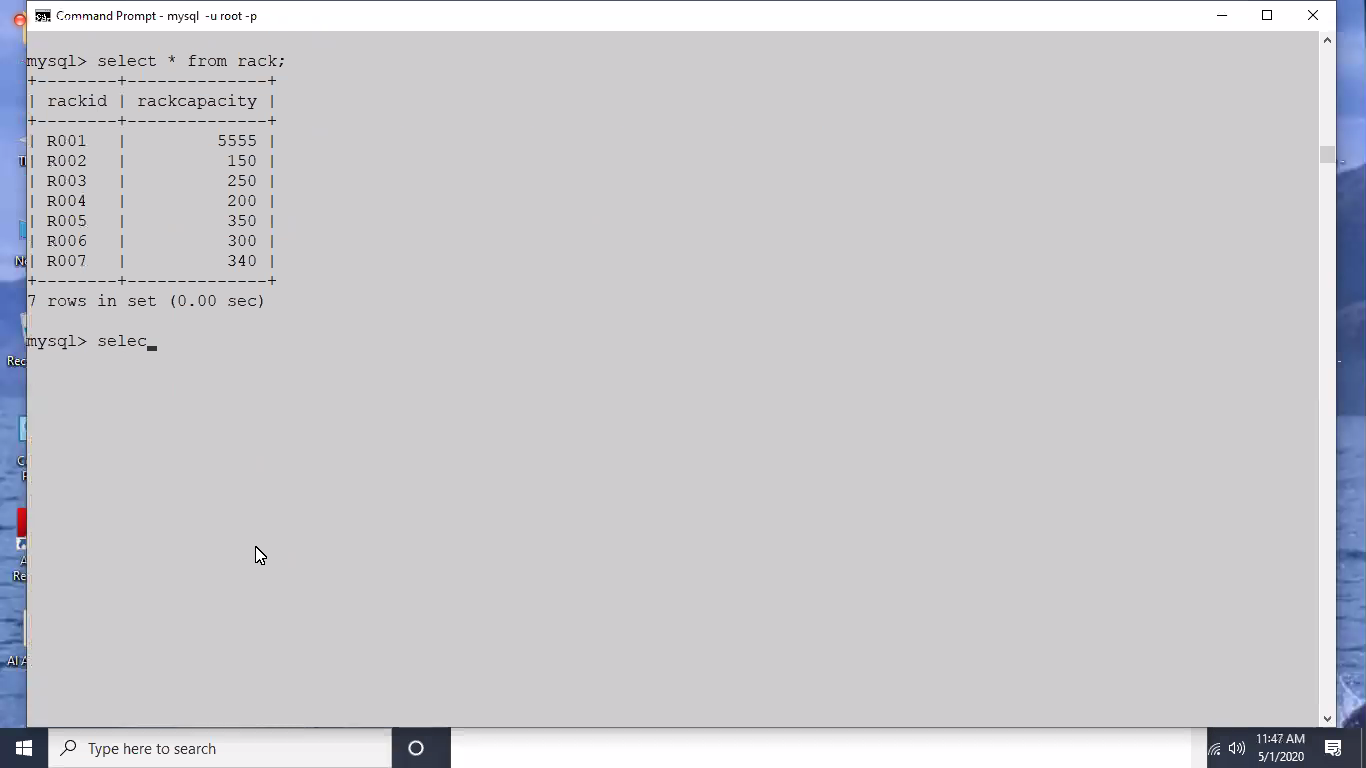 Command Prompt - mysql -u root -p
mysql> select * from rack;
+--------+--------------+
| rackid | rackcapacity |
+--------+--------------+
| R001   |         5555 |
| R002   |          150 |
| R003   |          250 |
| R004   |          200 |
| R005   |          350 |
| R006   |          300 |
| R007   |          340 |
+--------+--------------+
7 rows in set (0.00 sec)
mysql> selec_
Type here to search
11:47 AM
5/1/2020